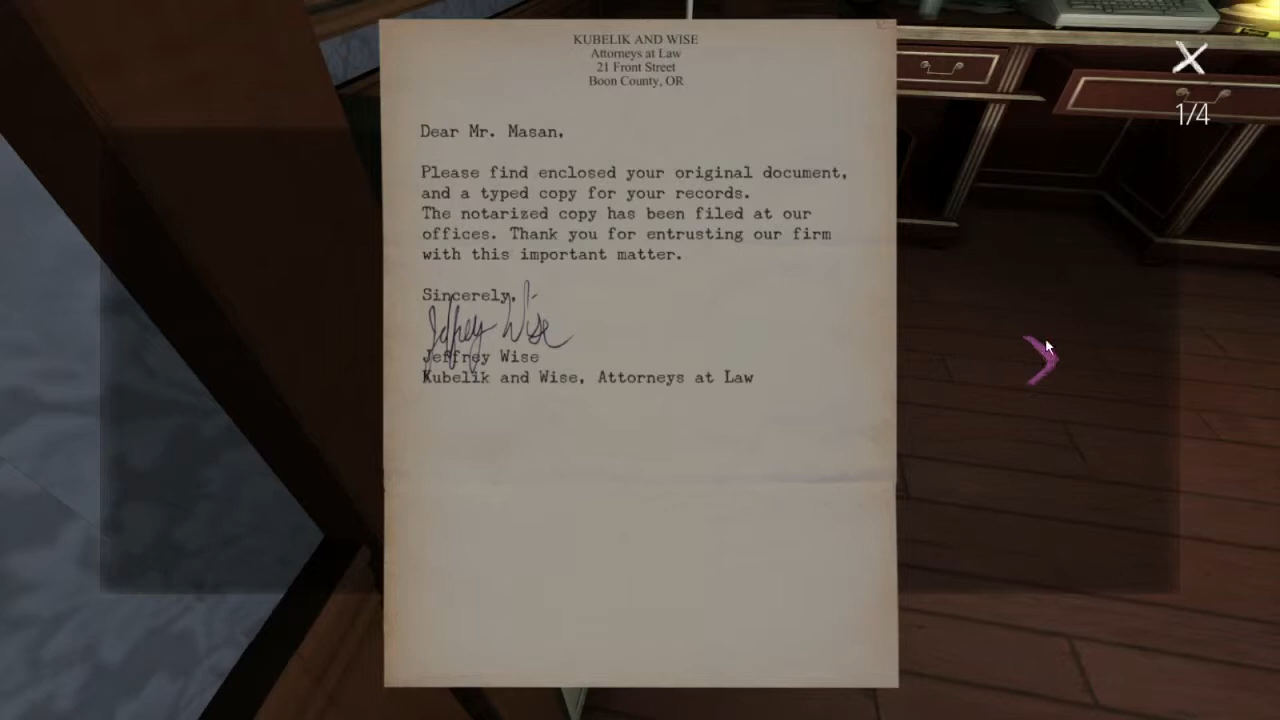 KUBELIK AND WISE
Attorneys at Law
21 Front Street
Boon County, OR
1/4
Dear Mr. Masan,
Please find enclosed your original document,
and a typed copy for your records.
The notarized copy has been filed at our
offices. Thank you for entrusting our firm
with this important matter.
Sincerely,
Jeffrey Wise
Jeffrey Wise
Kubelik and Wise, Attorneys at Law